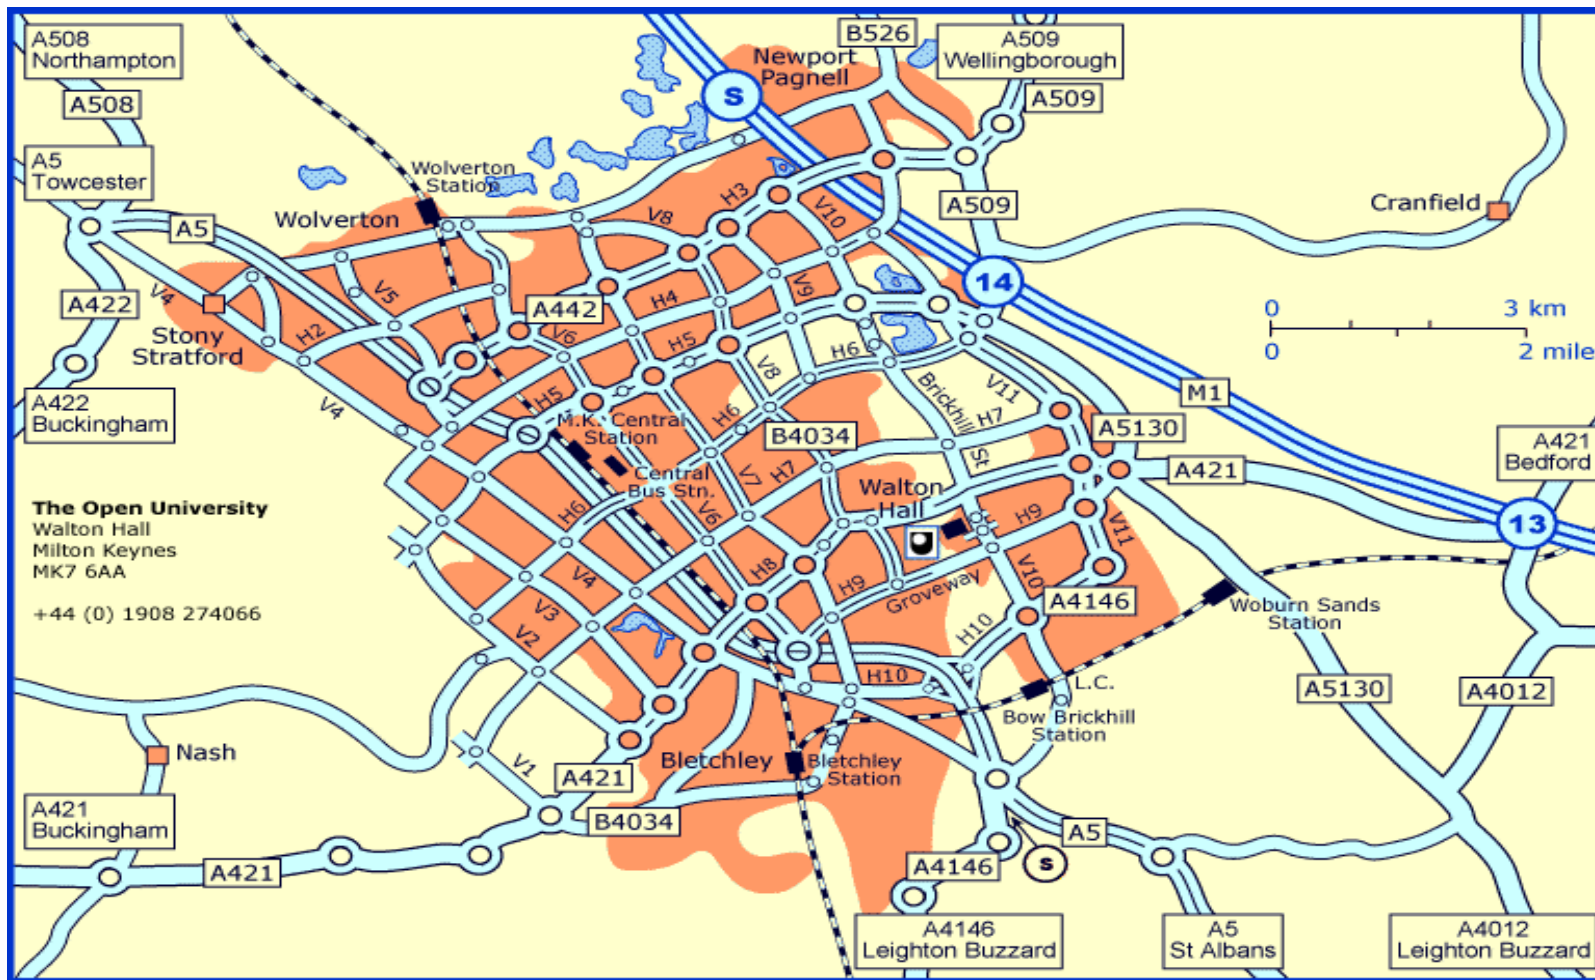 A508
Northampton
A508
B526
A509
Wellingborough
Newport
Pagnell
S
A509
A5
Towcester
Wolverton
Station
Wolverton
A5
H3
V8
V10
A509
Cranfield
A422
V4
V5
Stony
Stratford
H2
A442
V6
H4
H5
V9
14
0
3 km
0
2 mile
A422
Buckingham
V4
H5
M.K. Central
Station
V8
H6
H6
Brickhill
St
V11
H7
M1
B4034
A5130
A421
A421
Bedford
Central
Bus Stn.
V7
H7
Walton
Hall
13
The Open University
Walton Hall
Milton Keynes
MK7 6AA
+44 (0) 1908 274066
H6
V6
H9
V11
V4
H8
H9
Groveway
V10
A4146
Woburn Sands
Station
V3
V2
H10
H10
L.C.
A5130
A4012
Bow Brickhill
Station
Nash
V1
A421
Bletchley
Bletchley
Station
A421
Buckingham
B4034
A5
A421
A4146
S
A4146
Leighton Buzzard
A5
St Albans
A4012
Leighton Buzzard